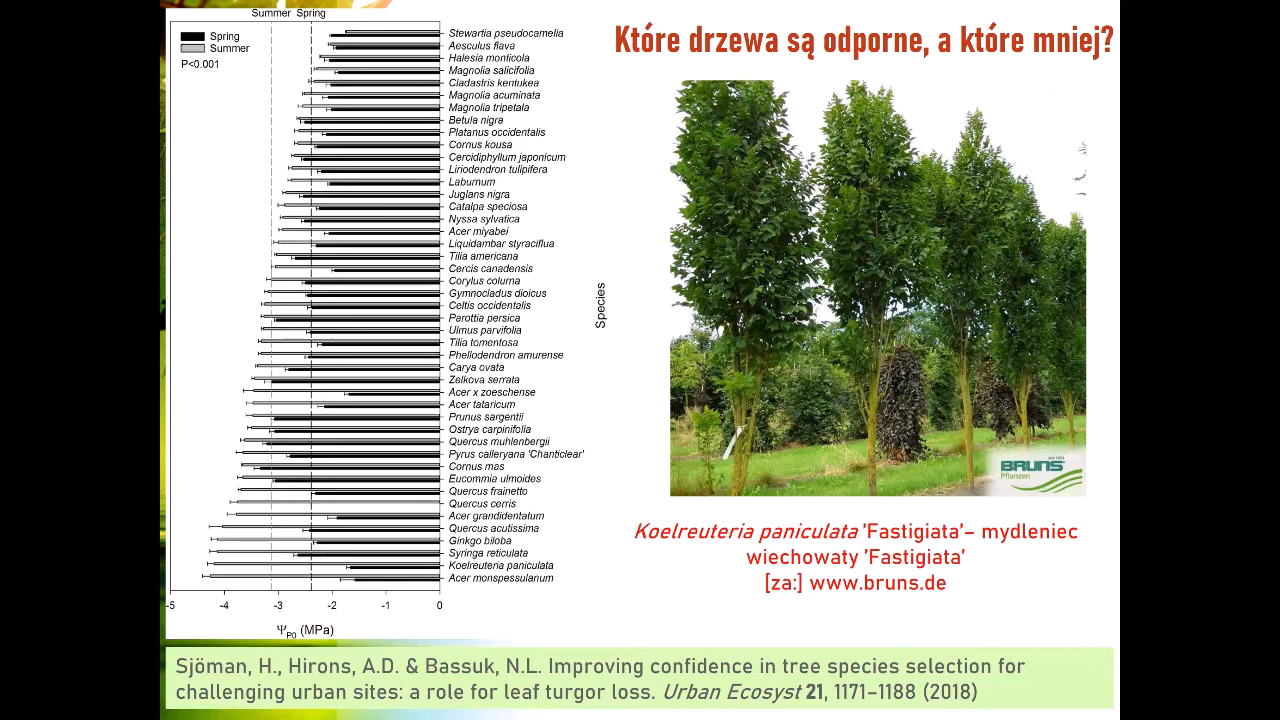 Summer Spring
Spring
Summer
P<0.001
Stewartia pseudocamelia
Aesculus flava
Halesia monticola
Magnolia salicifolia
Cladastris kentukea
Magnolia acuminata
Magnolia tripetala
Betula nigra
Platanus occidentalis
Cornus kousa
Cercidiphyllum japonicum
Liriodendron tulipifera
Laburnum
Juglans nigra
Catalpa speciosa
Nyssa sylvatica
Acer miyabei
Liquidambar styraciflua
Tilia americana
Cercis canadensis
Corylus colurna
Gymnocladus dioicus
Celtis occidentalis
Parottia persica
Ulmus parvifolia
Tilia tomentosa
Phellodendron amurense
Carya ovata
Zelkova serrata
Acer x zoeschense
Acer tataricum
Prunus sargentii
Ostrya carpinifolia
Quercus muhlenbergii
Pyrus calleryana 'Chanticlear'
Cornus mas
Eucommia ulmoides
Quercus frainetto
Quercus cerris
Acer grandidentatum
Quercus acutissima
Ginkgo biloba
Syringa reticulata
Koelreuteria paniculata
Acer monspessulanum
Species
-5 -4 -3 -2 -1 0
ΨP0 (MPa)
Które drzewa są odporne, a które mniej?
seit 1876
BRUNS
Pflanzen
Koelreuteria paniculata 'Fastigiata'– mydleniec
wiechowaty 'Fastigiata'
[za:] www.bruns.de
Sjöman, H., Hirons, A.D. & Bassuk, N.L. Improving confidence in tree species selection for
challenging urban sites: a role for leaf turgor loss. Urban Ecosyst 21, 1171–1188 (2018)